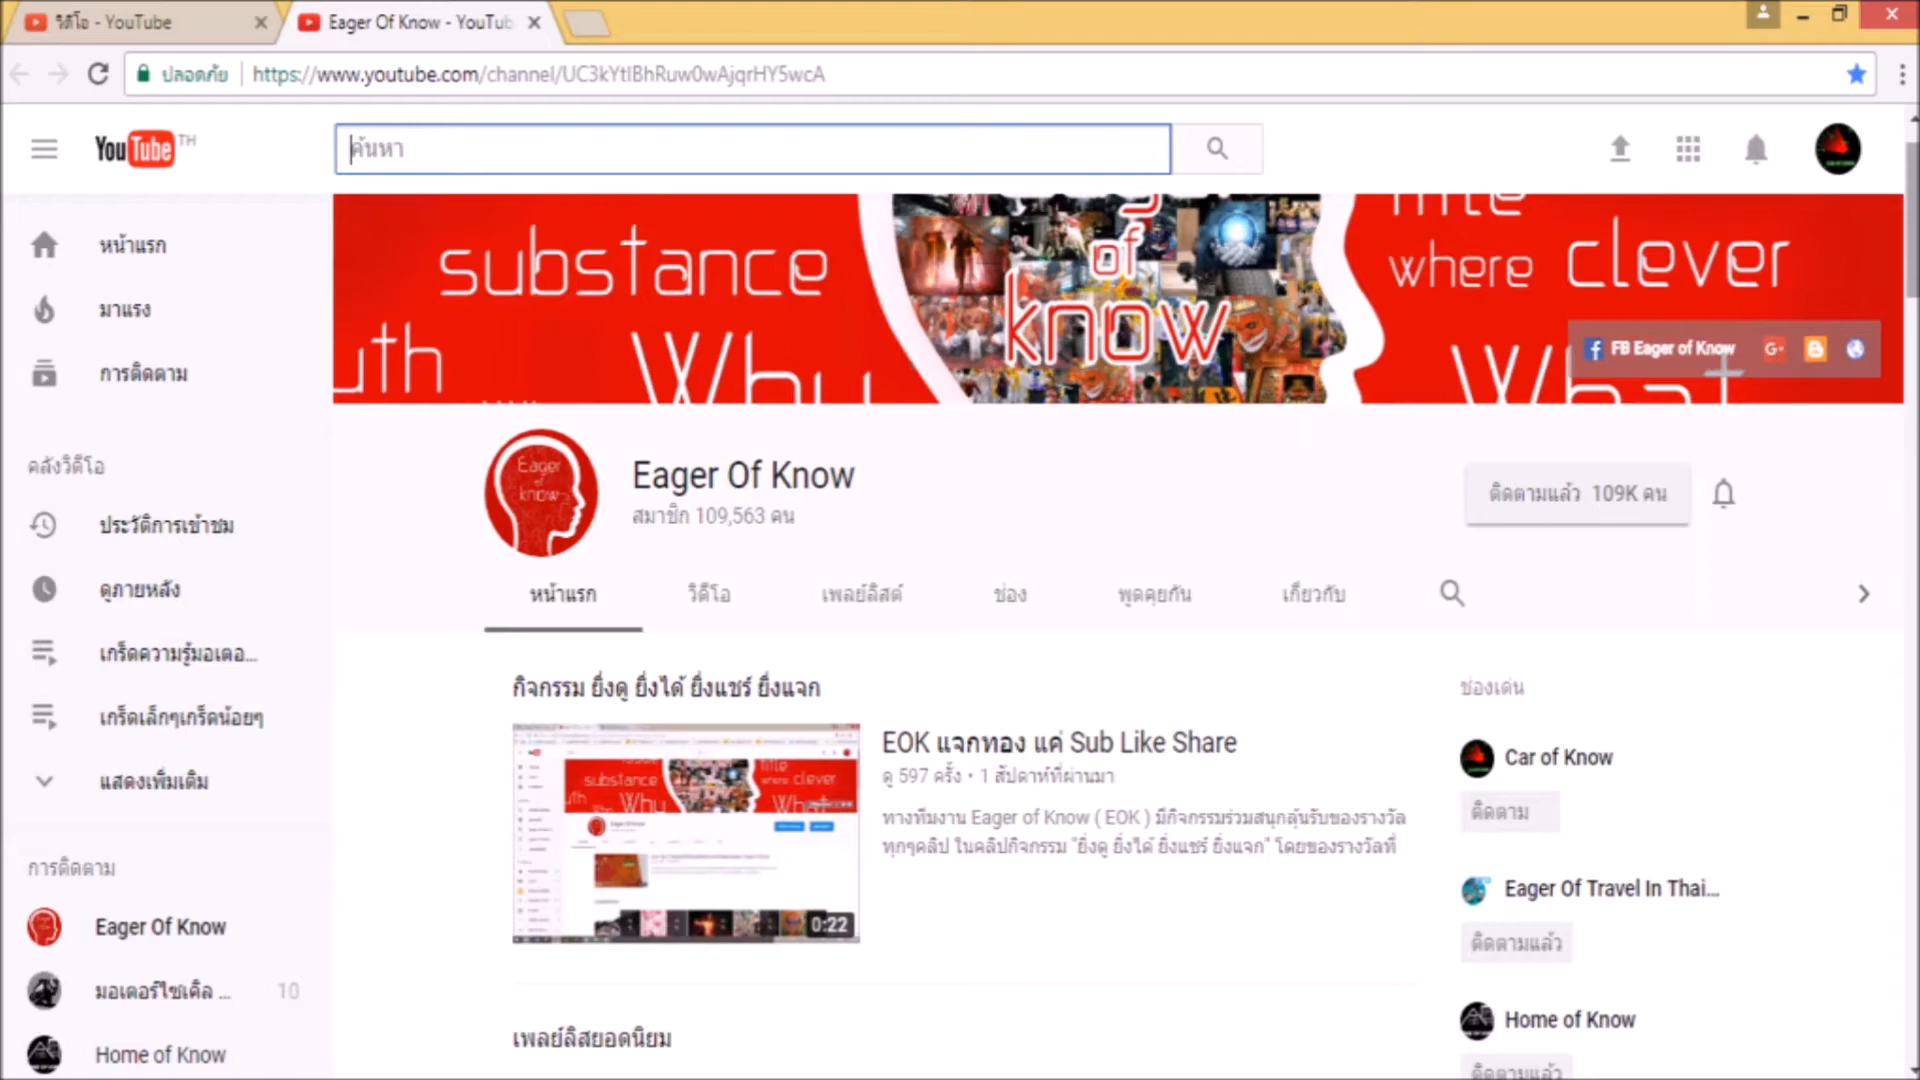 วิดีโอ - YouTube
Eager Of Know - YouTub
ปลอดภัย
https://www.youtube.com/channel/UC3kYtIBhRuw0wAjqrHY5wcA
YouTube TH
ค้นหา
หน้าแรก
มาแรง
การติดตาม
คลังวิดีโอ
ประวัติการเข้าชม
ดูภายหลัง
เกร็ดความรู้มอเตอ...
เกร็ดเล็กๆเกร็ดน้อยๆ
แสดงเพิ่มเติม
การติดตาม
Eager Of Know
มอเตอร์ไซเคิ้ล ... 10
Home of Know
substance
of
know
where clever
uth
Why
What
FB Eager of Know
Eager
of
know
Eager Of Know
สมาชิก 109,563 คน
ติดตามแล้ว 109K คน
หน้าแรก
วิดีโอ
เพลย์ลิสต์
ช่อง
พูดคุยกัน
เกี่ยวกับ
กิจกรรม ยิ่งดู ยิ่งได้ ยิ่งแชร์ ยิ่งแจก
substance
where clever
Why
0:22
EOK แจกทอง แค่ Sub Like Share
ดู 597 ครั้ง • 1 สัปดาห์ที่ผ่านมา
ทางทีมงาน Eager of Know ( EOK ) มีกิจกรรมร่วมสนุกลุ้นรับของรางวัล
ทุกๆคลิป ในคลิปกิจกรรม "ยิ่งดู ยิ่งได้ ยิ่งแชร์ ยิ่งแจก" โดยของรางวัลที่
เพลย์ลิสยอดนิยม
ช่องเด่น
Car of Know
ติดตาม
Eager Of Travel In Thai...
ติดตามแล้ว
Home of Know
ติดตามแล้ว